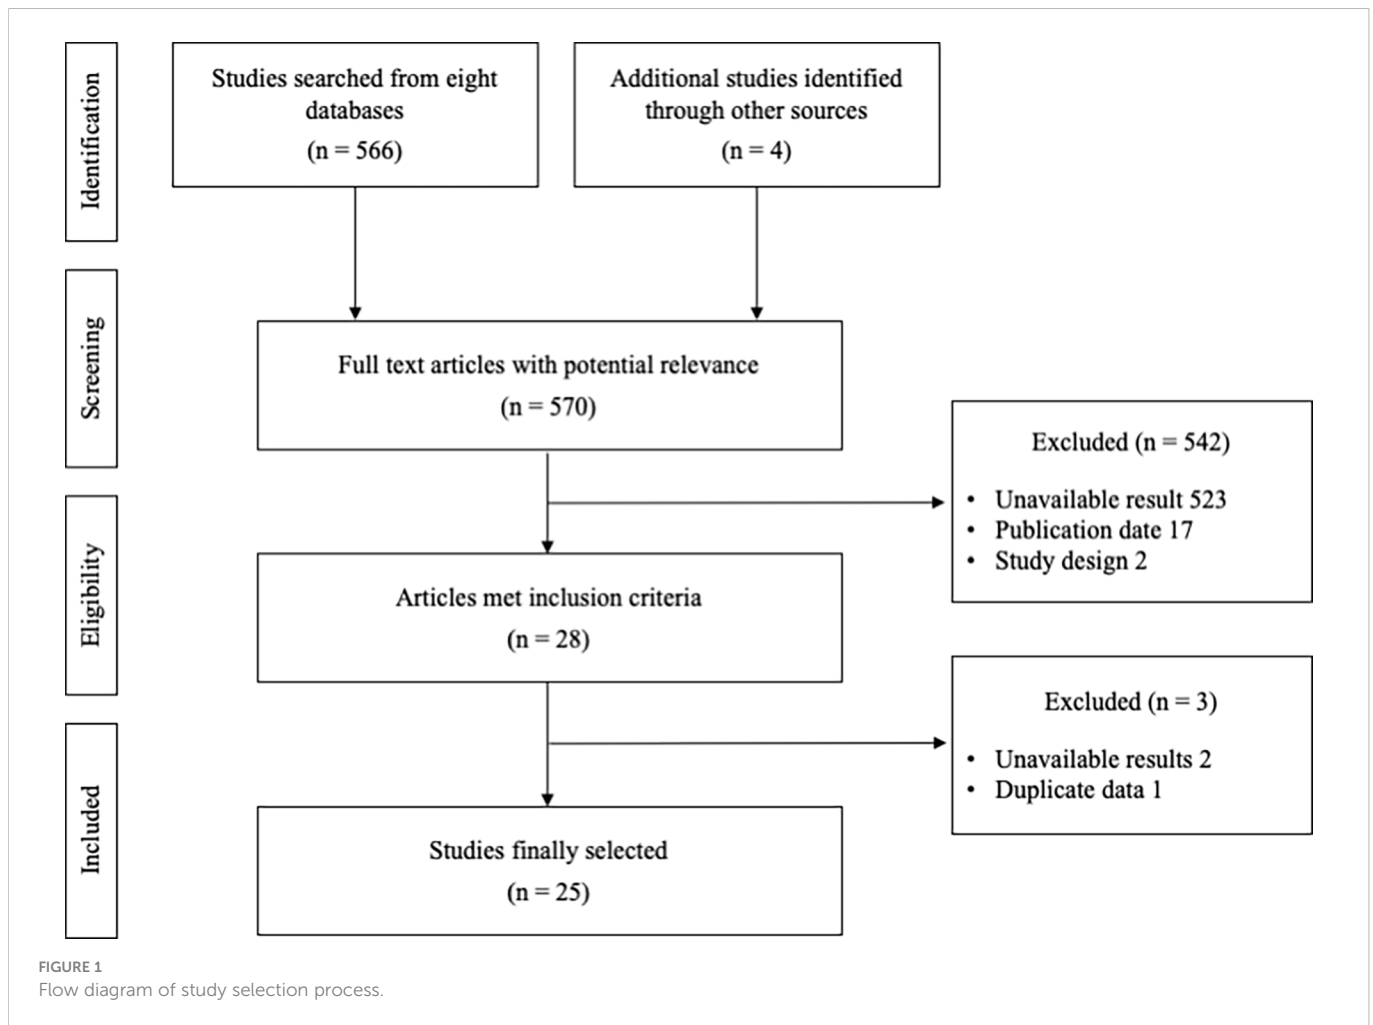 Identification
Studies searched from eight
databases
(n = 566)
Additional studies identified
through other sources
(n = 4)
Screening
Full text articles with potential relevance
(n = 570)
Excluded (n = 542)
• Unavailable result 523
• Publication date 17
• Study design 2
Eligibility
Articles met inclusion criteria
(n = 28)
Excluded (n = 3)
• Unavailable results 2
• Duplicate data 1
Included
Studies finally selected
(n = 25)
FIGURE 1
Flow diagram of study selection process.